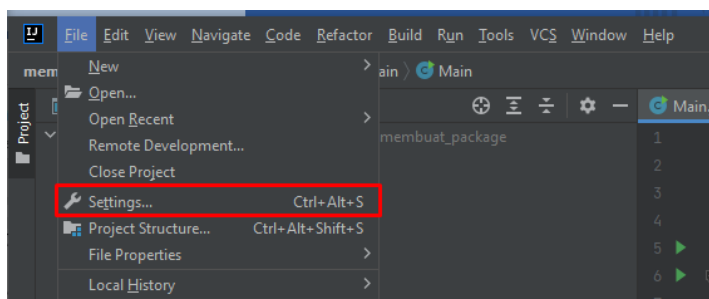 IJ File Edit View Navigate Code Refactor Build Run Tools VCS Window Help
mem New ain Main
Open...
Project Main
Open Recent
membuat_package 1
Remote Development...
2
Close Project
Settings... Ctrl+Alt+S 3
Project Structure... Ctrl+Alt+Shift+S 4
File Properties 5
Local History 6